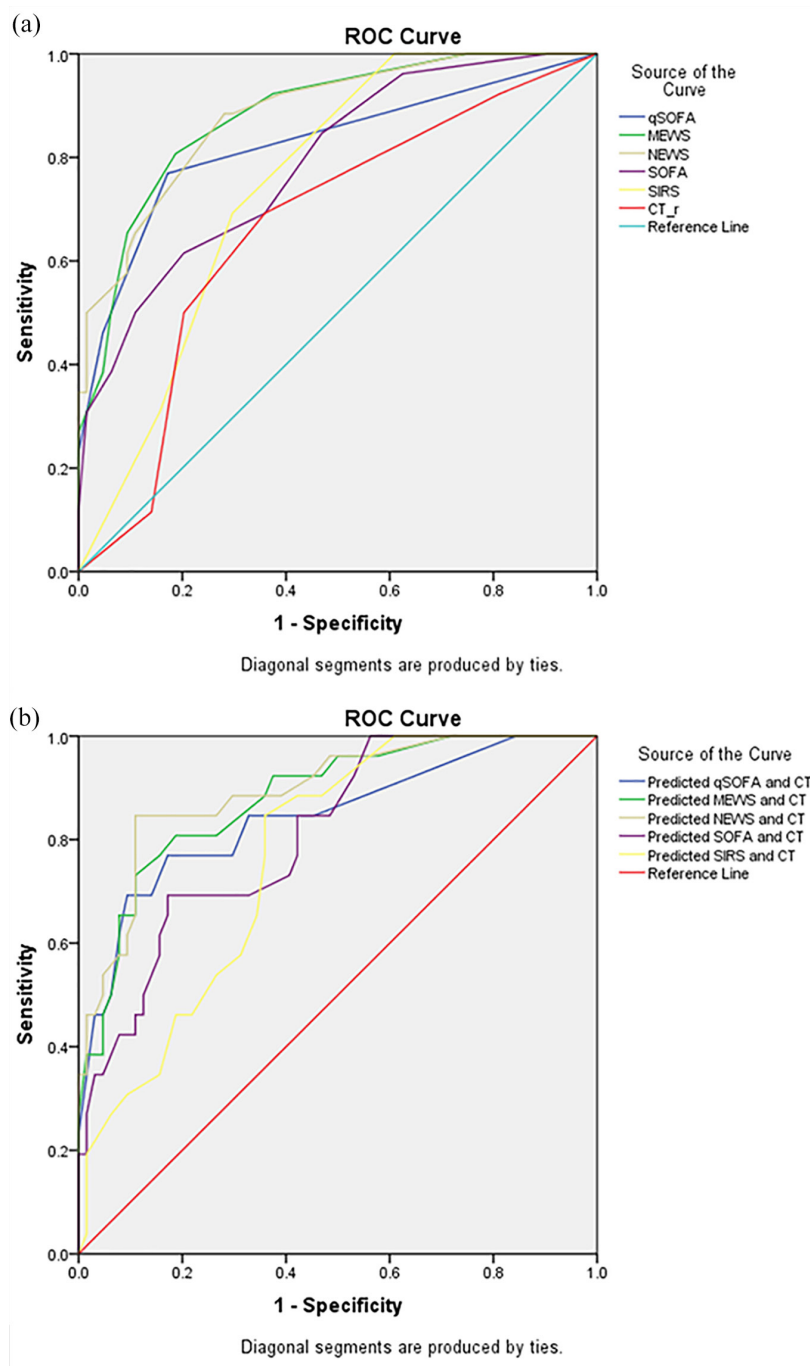 (a)
ROC Curve
1.0
0.8
0.6
0.4
0.2
0.0
Sensitivity
0.0 0.2 0.4 0.6 0.8 1.0
1 - Specificity
Diagonal segments are produced by ties.
Source of the
Curve
qSOFA
MEWS
NEWS
SOFA
SIRS
CT_r
Reference Line
(b)
ROC Curve
1.0
0.8
0.6
0.4
0.2
0.0
Sensitivity
0.0 0.2 0.4 0.6 0.8 1.0
1 - Specificity
Diagonal segments are produced by ties.
Source of the Curve
Predicted qSOFA and CT
Predicted MEWS and CT
Predicted NEWS and CT
Predicted SOFA and CT
Predicted SIRS and CT
Reference Line